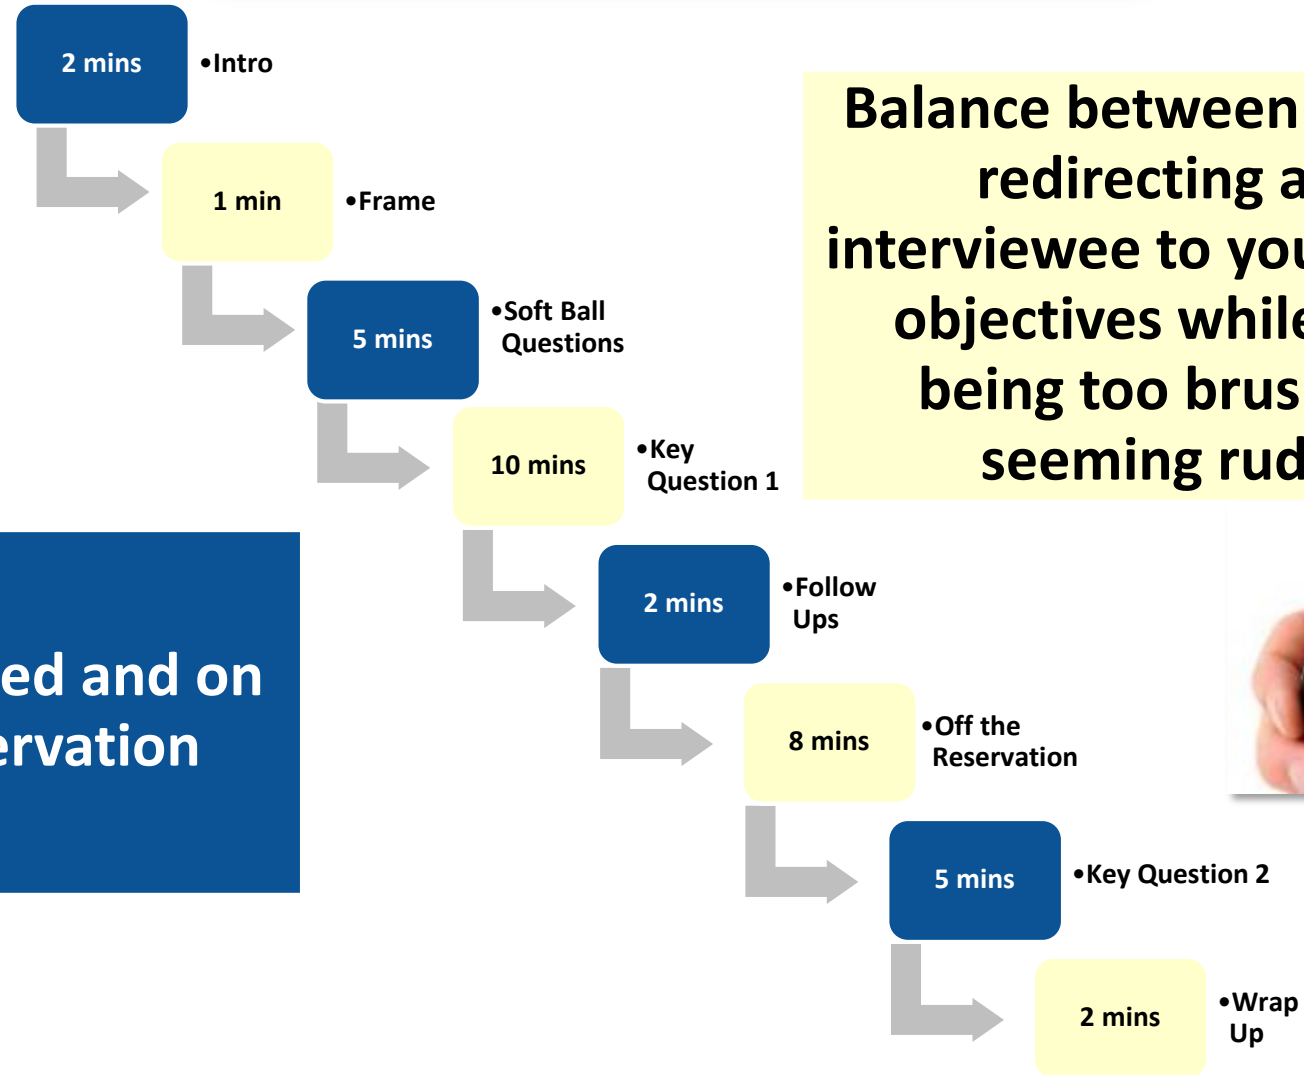 2 mins
•Intro
1 min
•Frame
Balance between
redirecting a
interviewee to you
objectives while
being too brus
seeming rud
5 mins
•Soft Ball
Questions
10 mins
•Key
Question 1
2 mins
•Follow
Ups
ed and on
ervation
8 mins
•Off the
Reservation
5 mins
•Key Question 2
2 mins
•Wrap
Up